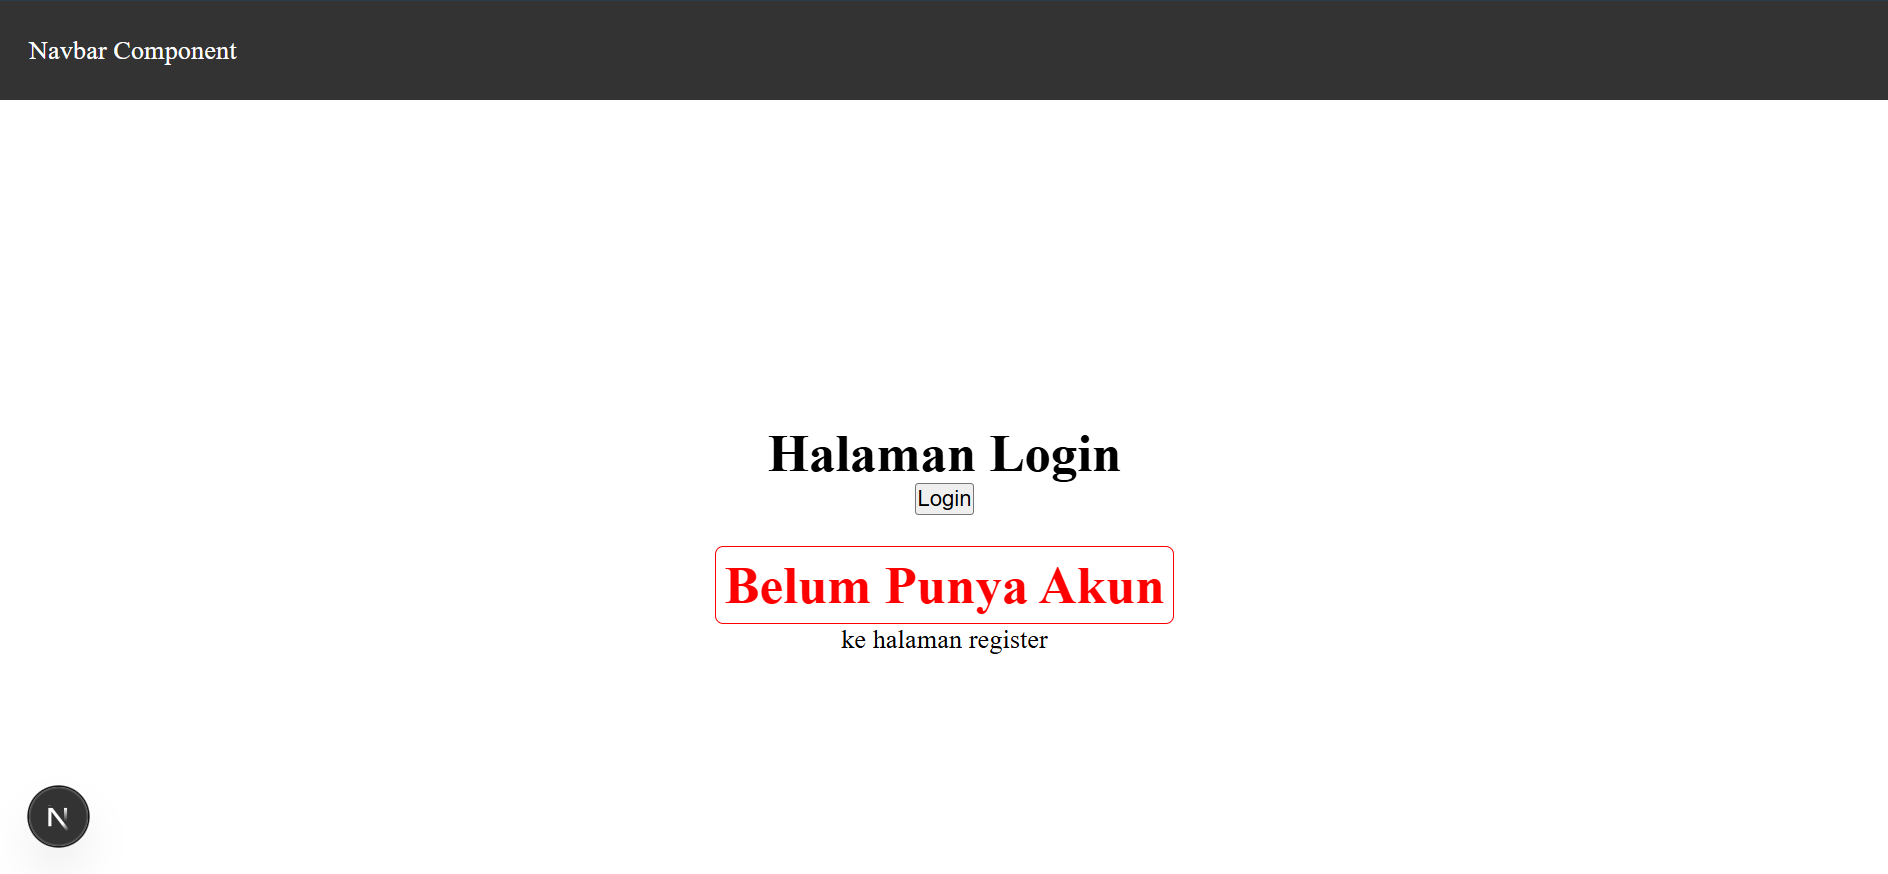 Navbar Component
Halaman Login
Login
Belum Punya Akun
ke halaman register
N